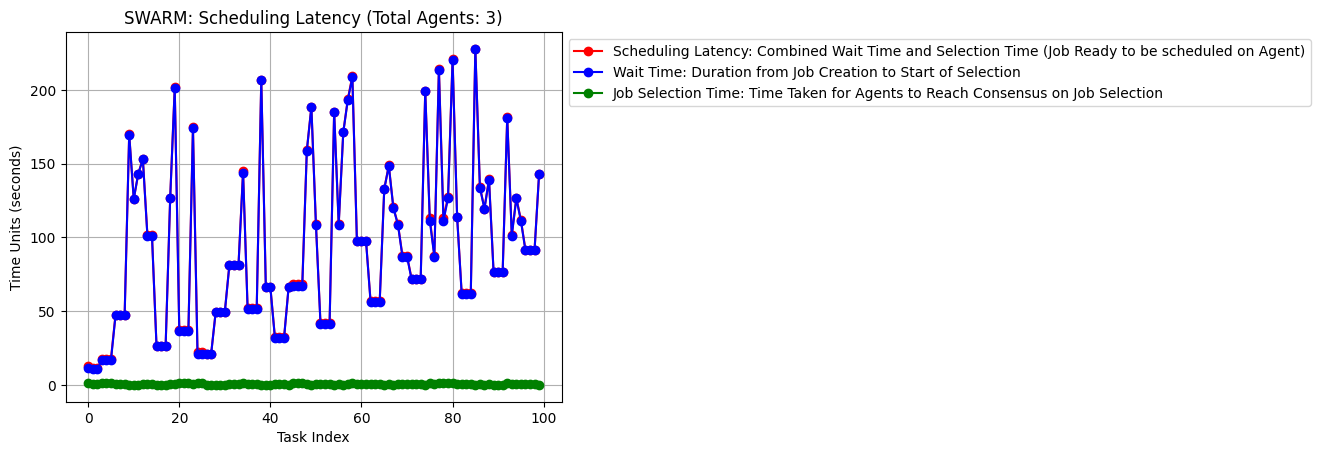 SWARM: Scheduling Latency (Total Agents: 3)
Scheduling Latency: Combined Wait Time and Selection Time (Job Ready to be scheduled on Agent)
Wait Time: Duration from Job Creation to Start of Selection
Job Selection Time: Time Taken for Agents to Reach Consensus on Job Selection
Time Units (seconds)
200
150
100
50
0
0 20 40 60 80 100
Task Index